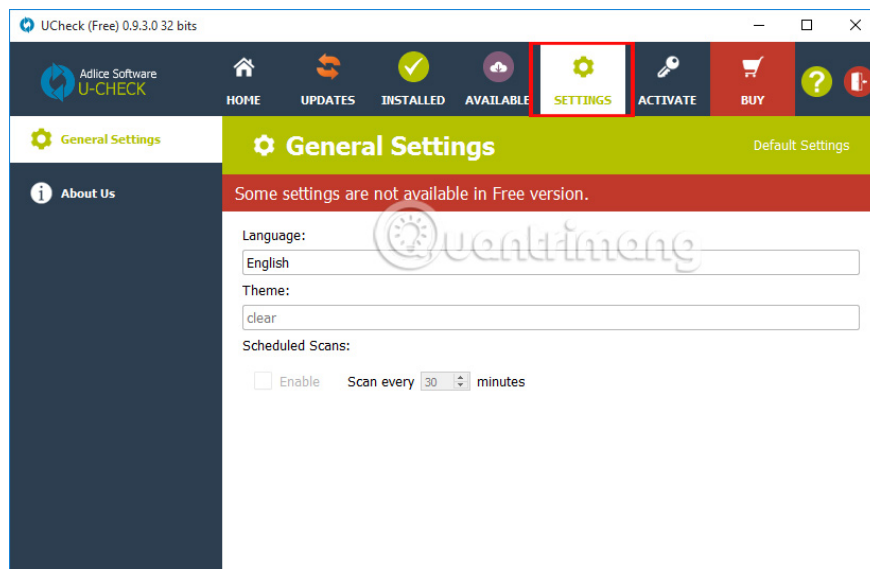 UCheck (Free) 0.9.3.0 32 bits
Adlice Software
U-CHECK
HOME
UPDATES
INSTALLED
AVAILABLE
SETTINGS
ACTIVATE
BUY
?
General Settings
About Us
General Settings
Default Settings
Some settings are not available in Free version.
Quantrimang
Language:
English
Theme:
clear
Scheduled Scans:
Enable Scan every 30 minutes